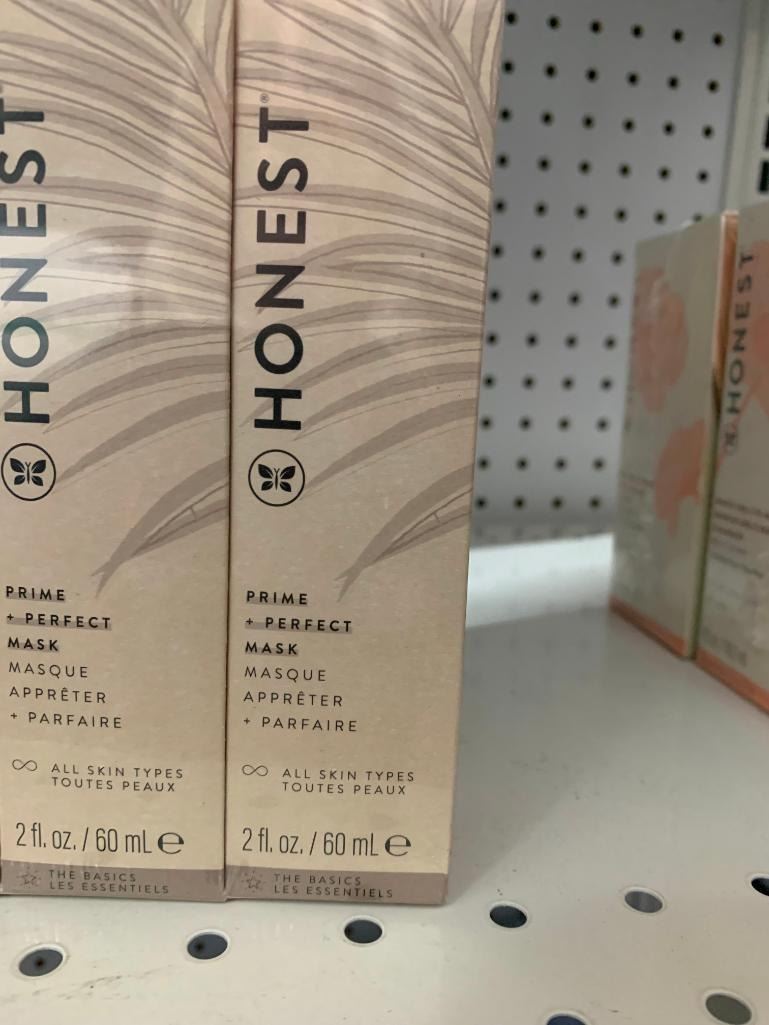 HONEST
PRIME
+ PERFECT
MASK
MASQUE
APPRÊTER
+ PARFAIRE
ALL SKIN TYPES
TOUTES PEAUX
2 fl. oz. / 60 mL ℮
THE BASICS
LES ESSENTIELS
HONEST®
PRIME
+ PERFECT
MASK
MASQUE
APPRÊTER
+ PARFAIRE
ALL SKIN TYPES
TOUTES PEAUX
2 fl. oz. / 60 mL ℮
THE BASICS
LES ESSENTIELS
HONEST